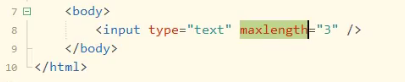 7 <body>
8 <input type="text" maxlength="3" />
9 </body>
10 </html>